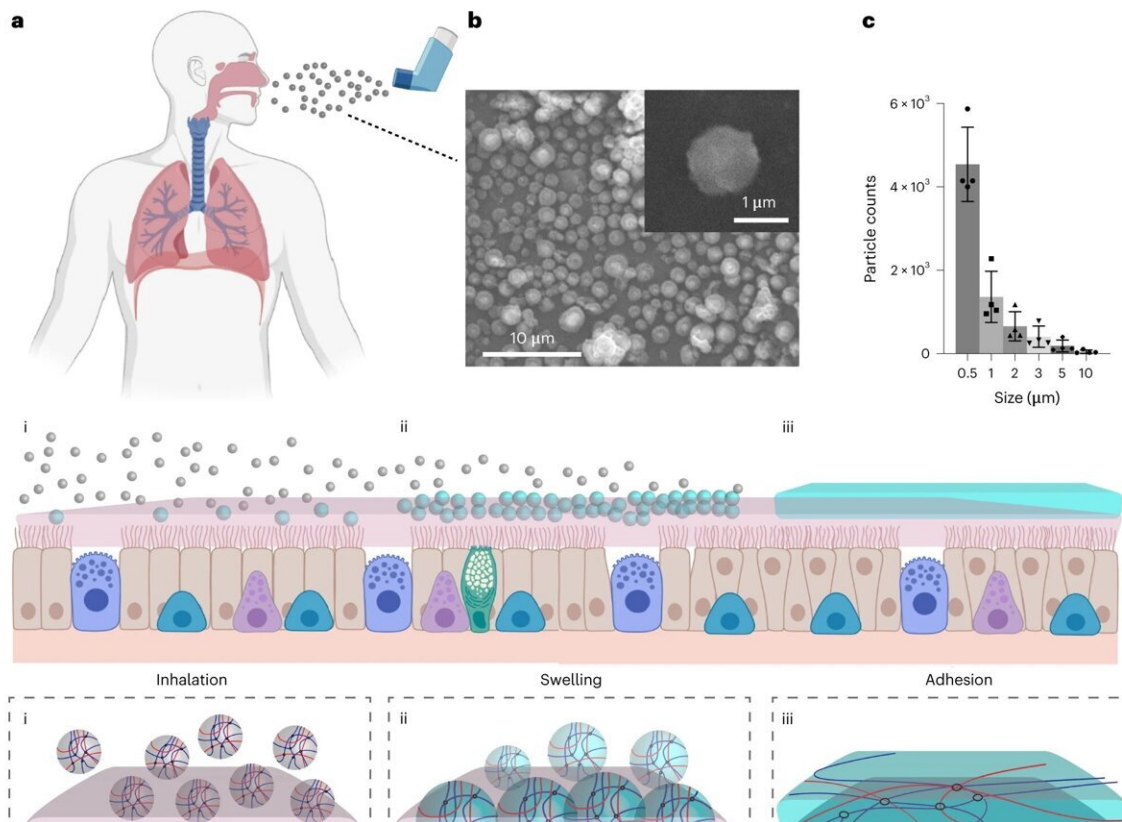 a
b
c
1 μm
10 μm
6 × 10³
4 × 10³
2 × 10³
0
Particle counts
0.5 1 2 3 5 10
Size (μm)
i
ii
iii
Inhalation
Swelling
Adhesion
i
ii
iii